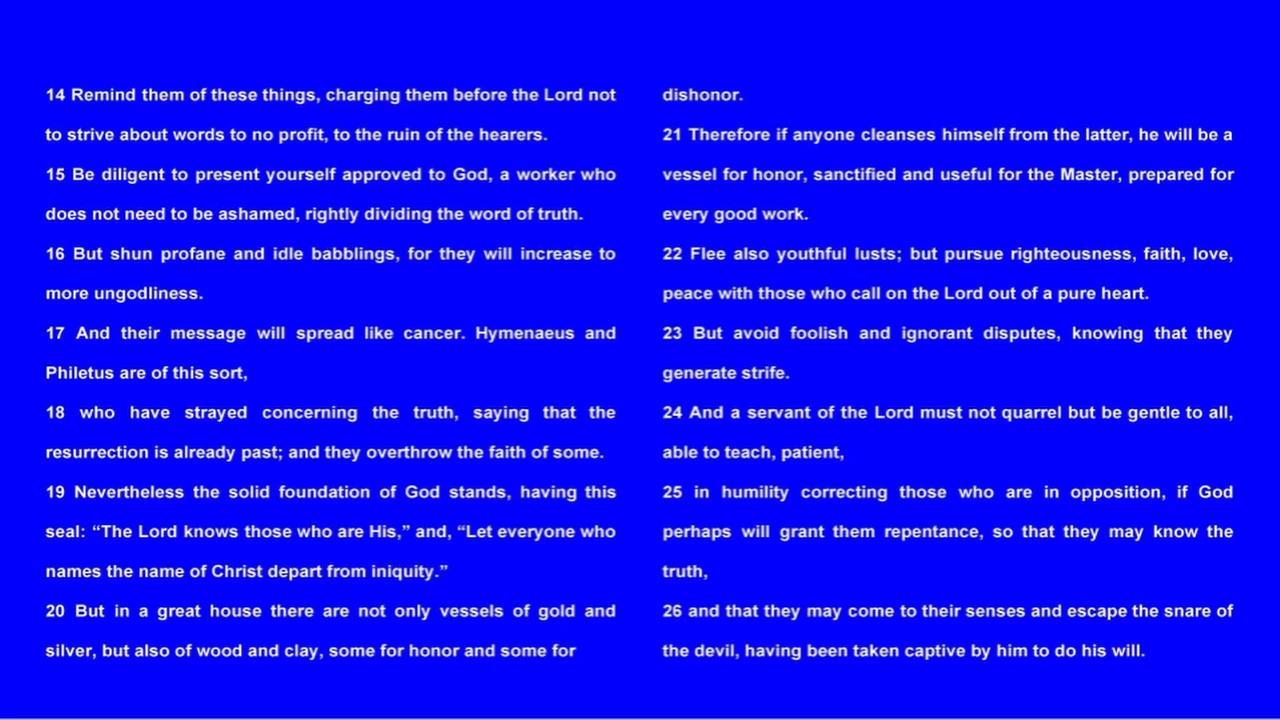 14 Remind them of these things, charging them before the Lord not
to strive about words to no profit, to the ruin of the hearers.
15 Be diligent to present yourself approved to God, a worker who
does not need to be ashamed, rightly dividing the word of truth.
16 But shun profane and idle babblings, for they will increase to
more ungodliness.
17 And their message will spread like cancer. Hymenaeus and
Philetus are of this sort,
18 who have strayed concerning the truth, saying that the
resurrection is already past; and they overthrow the faith of some.
19 Nevertheless the solid foundation of God stands, having this
seal: “The Lord knows those who are His,” and, “Let everyone who
names the name of Christ depart from iniquity.”
20 But in a great house there are not only vessels of gold and
silver, but also of wood and clay, some for honor and some for
dishonor.
21 Therefore if anyone cleanses himself from the latter, he will be a
vessel for honor, sanctified and useful for the Master, prepared for
every good work.
22 Flee also youthful lusts; but pursue righteousness, faith, love,
peace with those who call on the Lord out of a pure heart.
23 But avoid foolish and ignorant disputes, knowing that they
generate strife.
24 And a servant of the Lord must not quarrel but be gentle to all,
able to teach, patient,
25 in humility correcting those who are in opposition, if God
perhaps will grant them repentance, so that they may know the
truth,
26 and that they may come to their senses and escape the snare of
the devil, having been taken captive by him to do his will.